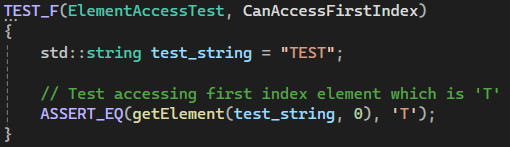 TEST_F(ElementAccessTest, CanAccessFirstIndex)
{
    std::string test_string = "TEST";

    // Test accessing first index element which is 'T'
    ASSERT_EQ(getElement(test_string, 0), 'T');
}